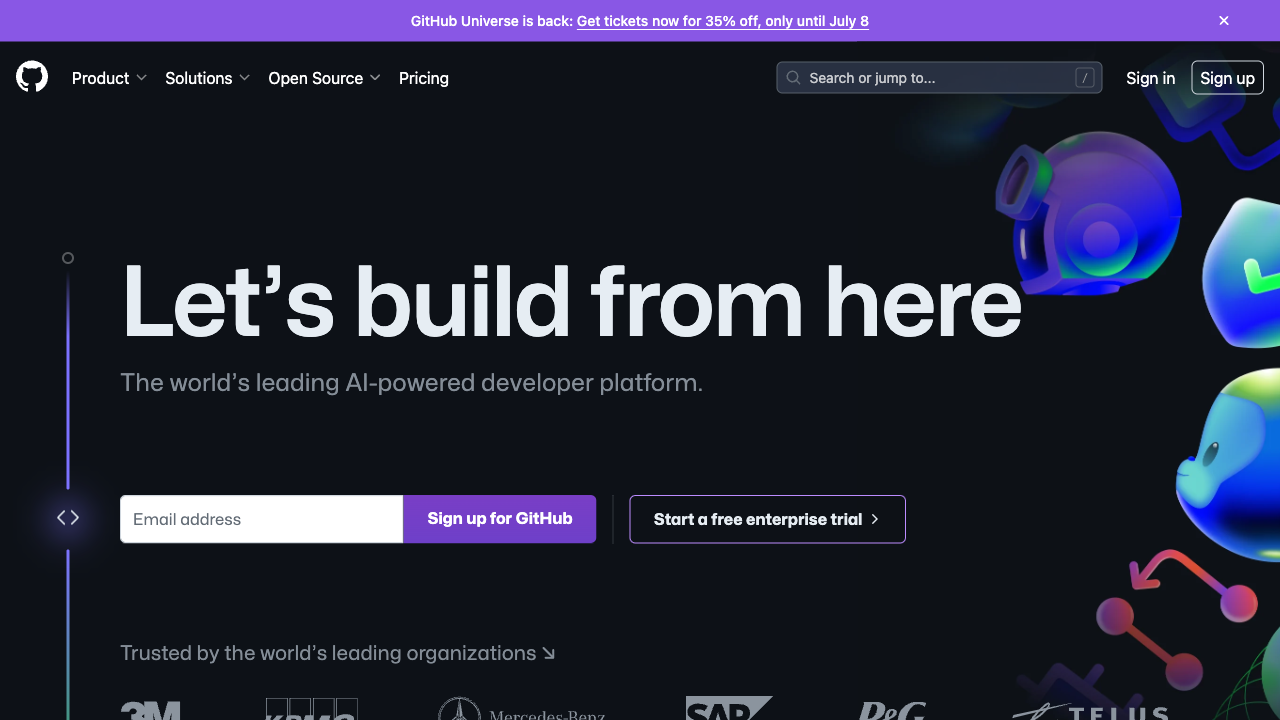 GitHub Universe is back: Get tickets now for 35% off, only until July 8
Product
Solutions
Open Source
Pricing
Search or jump to...
/
Sign in
Sign up
Let’s build from here
The world’s leading AI-powered developer platform.
Email address
Sign up for GitHub
Start a free enterprise trial
Trusted by the world’s leading organizations
3M
KPMG
Mercedes-Benz
SAP
P&G
TELUS